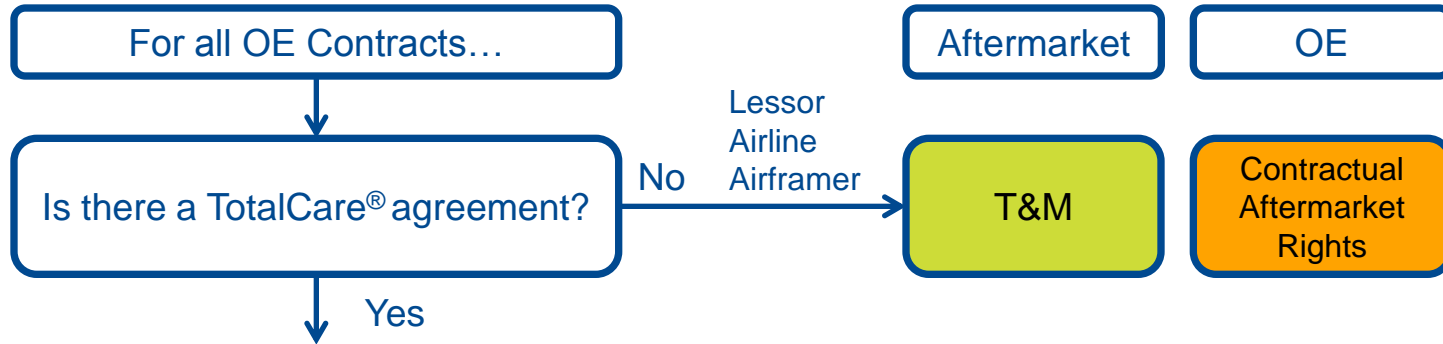 For all OE Contracts…
Aftermarket
OE
Lessor
Airline
Airframer
Is there a TotalCare® agreement?
No
T&M
Contractual
Aftermarket
Rights
Yes